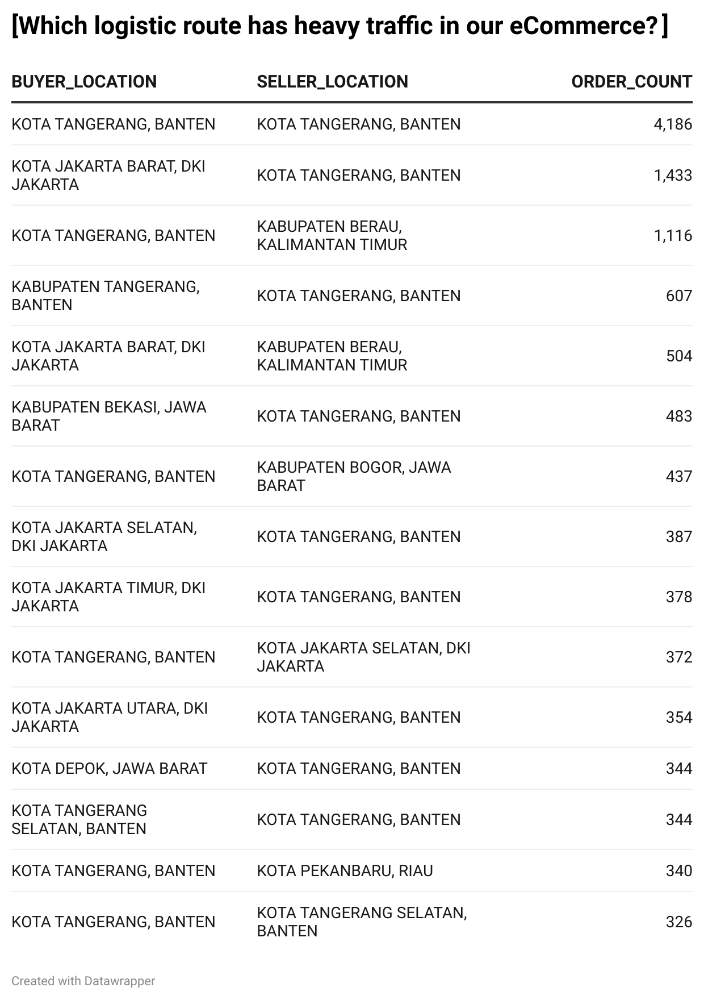 [Which logistic route has heavy traffic in our eCommerce?]
BUYER_LOCATION SELLER_LOCATION ORDER_COUNT
KOTA TANGERANG, BANTEN KOTA TANGERANG, BANTEN 4,186
KOTA JAKARTA BARAT, DKI
JAKARTA
KOTA TANGERANG, BANTEN 1,433
KOTA TANGERANG, BANTEN
KABUPATEN BERAU,
KALIMANTAN TIMUR
1,116
KABUPATEN TANGERANG,
BANTEN
KOTA TANGERANG, BANTEN 607
KOTA JAKARTA BARAT, DKI
JAKARTA
KABUPATEN BERAU,
KALIMANTAN TIMUR
504
KABUPATEN BEKASI, JAWA
BARAT
KOTA TANGERANG, BANTEN 483
KOTA TANGERANG, BANTEN
KABUPATEN BOGOR, JAWA
BARAT
437
KOTA JAKARTA SELATAN,
DKI JAKARTA
KOTA TANGERANG, BANTEN 387
KOTA JAKARTA TIMUR, DKI
JAKARTA
KOTA TANGERANG, BANTEN 378
KOTA TANGERANG, BANTEN
KOTA JAKARTA SELATAN, DKI
JAKARTA
372
KOTA JAKARTA UTARA, DKI
JAKARTA
KOTA TANGERANG, BANTEN 354
KOTA DEPOK, JAWA BARAT KOTA TANGERANG, BANTEN 344
KOTA TANGERANG
SELATAN, BANTEN
KOTA TANGERANG, BANTEN 344
KOTA TANGERANG, BANTEN KOTA PEKANBARU, RIAU 340
KOTA TANGERANG, BANTEN
KOTA TANGERANG SELATAN,
BANTEN
326
Created with Datawrapper